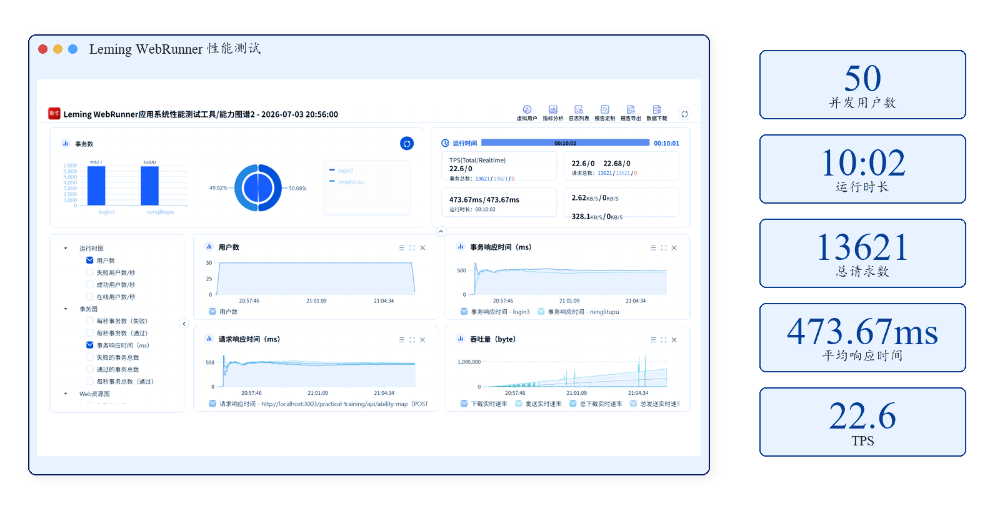 Leming WebRunner 性能测试
Leming WebRunner应用系统性能测试工具/能力图谱2 - 2026-07-03 20:56:00
虚拟用户 指标分析 日志列表 报告定制 报告导出 数据下载
事务数
7,000
6,000
5,000
4,000
3,000
2,000
1,000
0
6821 6800
login3 nenglitupu
49.92% 50.08%
login3
nenglitupu
运行时间 00:10:02 00:10:01
TPS(Total/Realtime)
22.6/0
事务总数: 13621/13621/0
22.6/0 22.68/0
请求总数: 13621/13621/0
473.67ms/473.67ms
运行时长: 00:10:02
2.62KB/S/0KB/S
328.1KB/S/0KB/S
运行时图
用户数
失败用户数/秒
成功用户数/秒
在线用户数/秒
事务图
每秒事务数（失败）
每秒事务数（通过）
事务响应时间（ms）
失败的事务总数
通过的事务总数
每秒事务总数（通过）
Web资源图
用户数
50
25
0
20:57:46 21:01:09 21:04:34
用户数
事务响应时间（ms）
500
0
20:57:46 21:01:09 21:04:34
事务响应时间 - login3 事务响应时间 - nenglitupu
请求响应时间（ms）
500
0
20:57:46 21:01:09 21:04:34
请求响应时间 - http://localhost:3003/practical-training/api/ability-map（POST
吞吐量（byte）
1,000,000
0
20:57:46 21:01:09 21:04:34
下载实时速率 发送实时速率 总下载实时速率 总发送实时速率
50
并发用户数
10:02
运行时长
13621
总请求数
473.67ms
平均响应时间
22.6
TPS